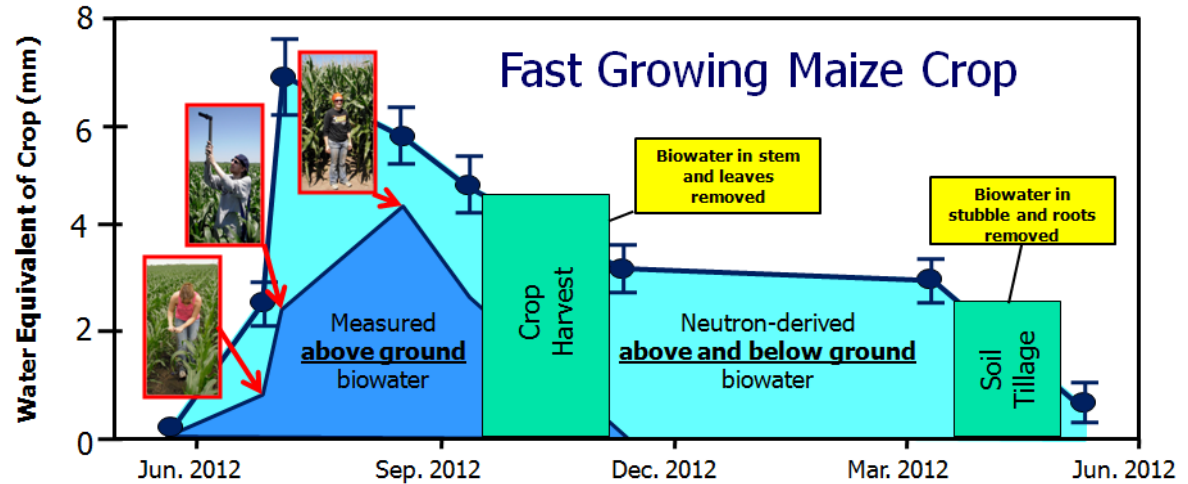 Fast Growing Maize Crop
Water Equivalent of Crop (mm)
8
6
4
2
0
Biowater in stem
and leaves
removed
Biowater in
stubble and roots
removed
Measured
above ground
biowater
Crop
Harvest
Neutron-derived
above and below ground
biowater
Soil
Tillage
Jun. 2012
Sep. 2012
Dec. 2012
Mar. 2012
Jun. 2012